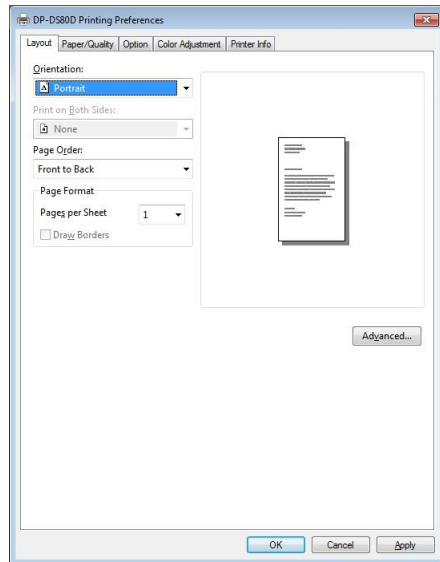 DP-DS80D Printing Preferences
Layout Paper/Quality Option Color Adjustment Printer Info
Orientation:
Portrait
Print on Both Sides:
None
Page Order:
Front to Back
Page Format
Pages per Sheet 1
Draw Borders
Advanced...
OK Cancel Apply